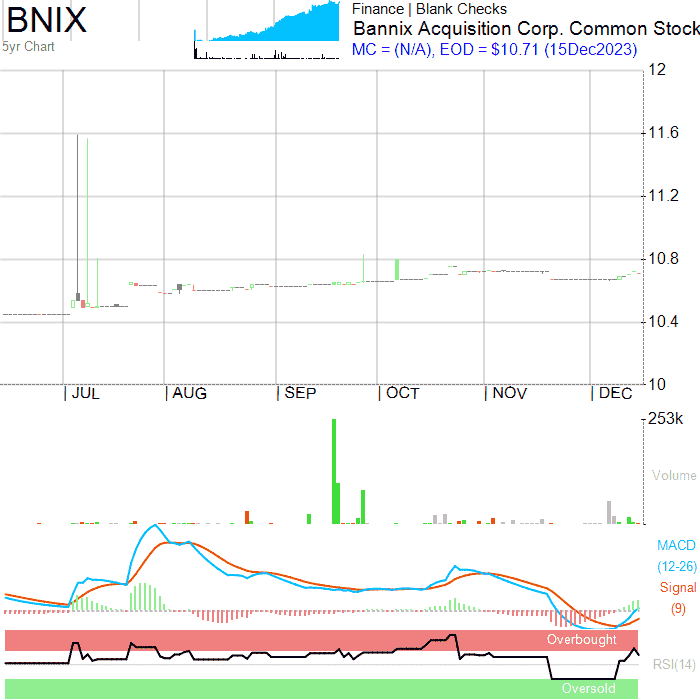 BNIX
5yr Chart
Finance | Blank Checks
Bannix Acquisition Corp. Common Stock
MC = (N/A), EOD = $10.71 (15Dec2023)
12
11.6
11.2
10.8
10.4
10
JUL AUG SEP OCT NOV DEC
253k
Volume
MACD
(12-26)
Signal
(9)
Overbought
RSI(14)
Oversold